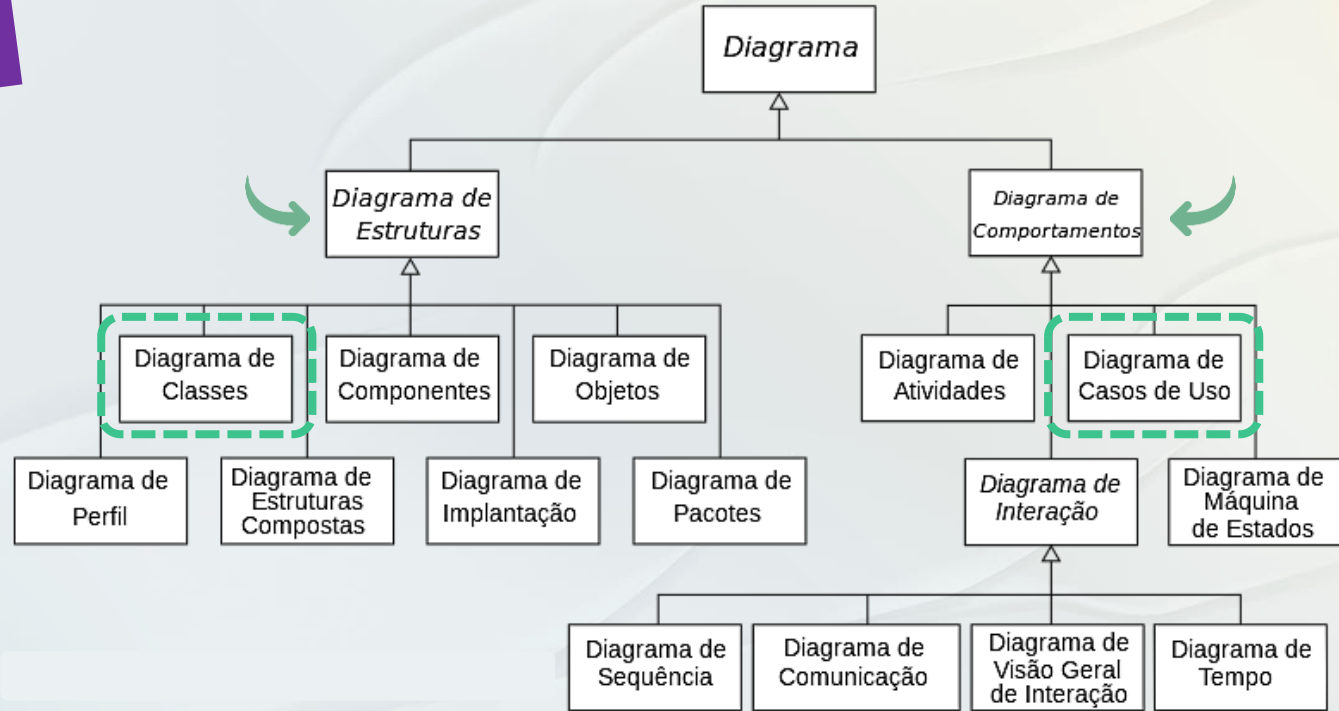 Diagrama
Diagrama de
Estruturas
Diagrama de
Comportamentos
Diagrama de
Classes
Diagrama de
Componentes
Diagrama de
Objetos
Diagrama de
Atividades
Diagrama de
Casos de Uso
Diagrama de
Perfil
Diagrama de
Estruturas
Compostas
Diagrama de
Implantação
Diagrama de
Pacotes
Diagrama de
Interação
Diagrama de
Máquina
de Estados
Diagrama de
Sequência
Diagrama de
Comunicação
Diagrama de
Visão Geral
de Interação
Diagrama de
Tempo